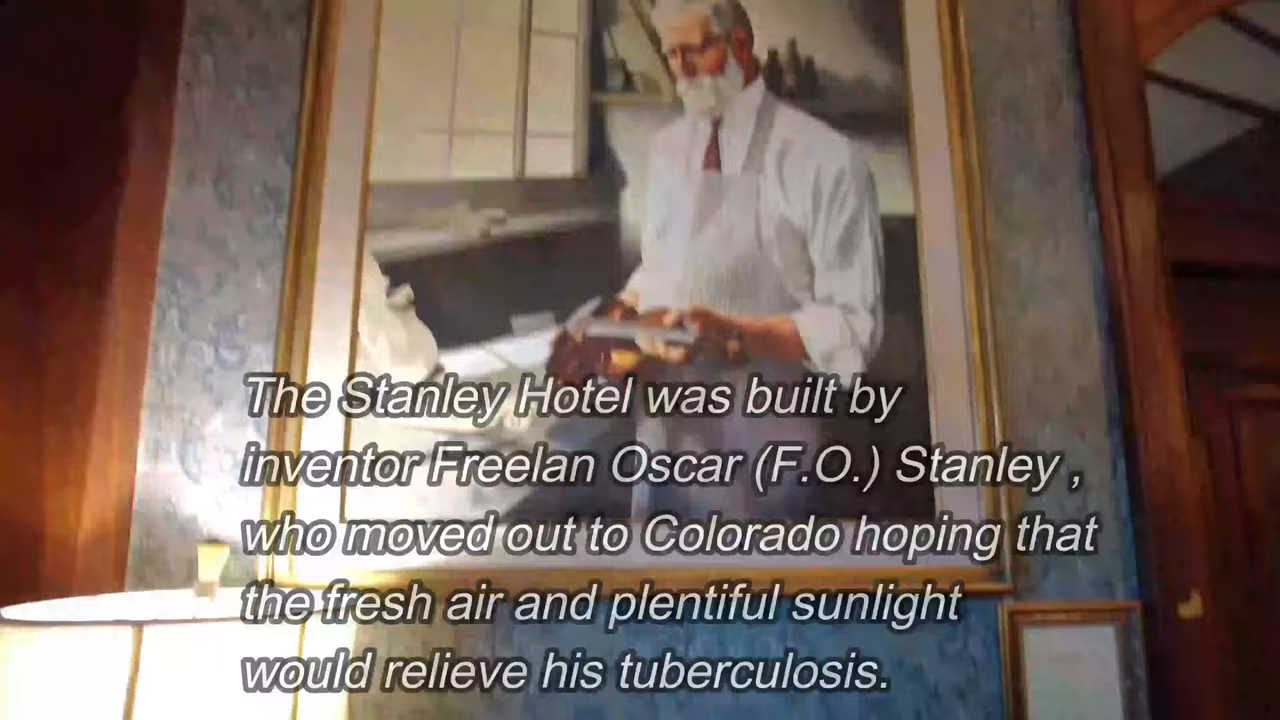 The Stanley Hotel was built by
inventor Freelan Oscar (F.O.) Stanley ,
who moved out to Colorado hoping that
the fresh air and plentiful sunlight
would relieve his tuberculosis.